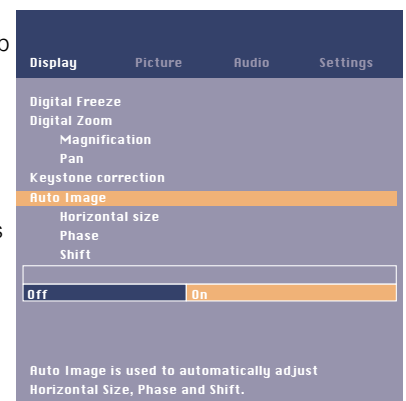 Display Picture Audio Settings
Digital Freeze
Digital Zoom
Magnification
Pan
Keystone correction
Auto Image
Horizontal size
Phase
Shift
Off On
Auto Image is used to automatically adjust
Horizontal Size, Phase and Shift.